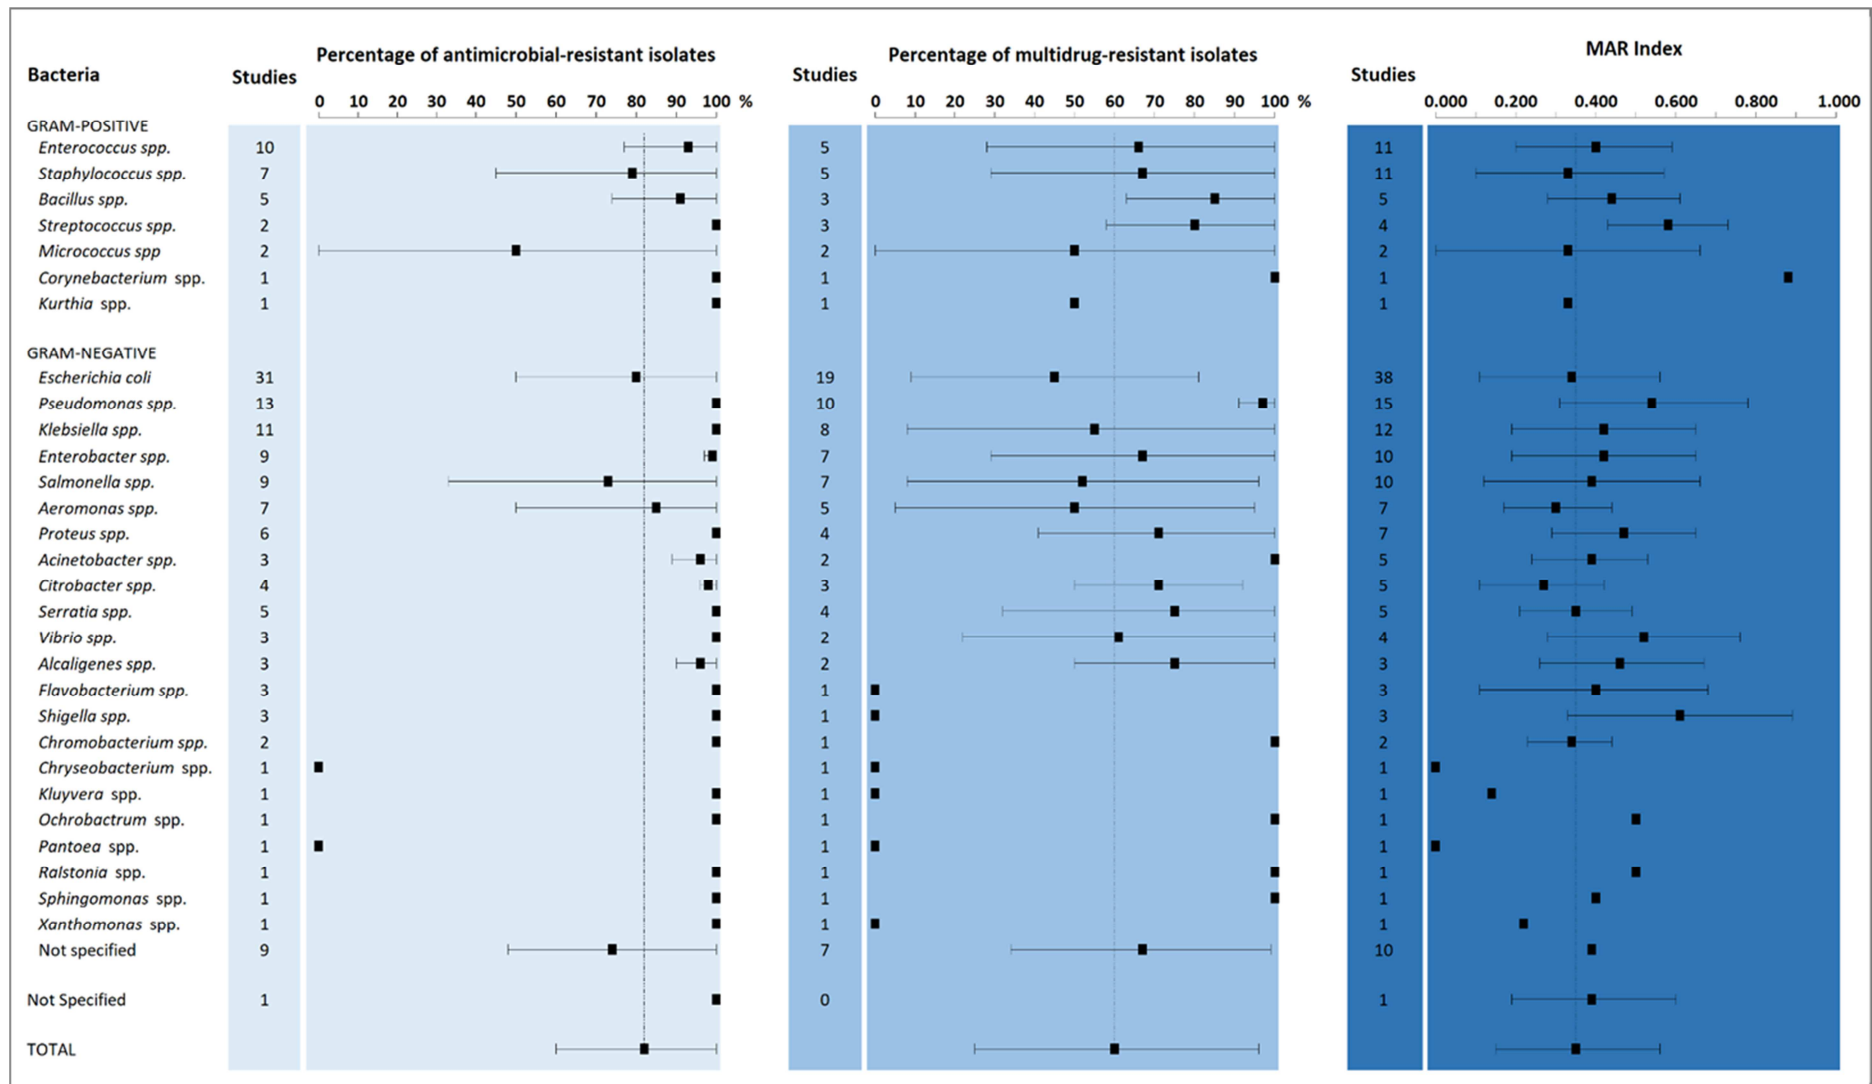 Percentage of antimicrobial-resistant isolates Percentage of multidrug-resistant isolates MAR Index
Bacteria Studies Studies Studies
0 10 20 30 40 50 60 70 80 90 100 % 0 10 20 30 40 50 60 70 80 90 100 % 0.000 0.200 0.400 0.600 0.800 1.000
GRAM-POSITIVE
Enterococcus spp. 10 5 11
Staphylococcus spp. 7 5 11
Bacillus spp. 5 3 5
Streptococcus spp. 2 3 4
Micrococcus spp 2 2 2
Corynebacterium spp. 1 1 1
Kurthia spp. 1 1 1
GRAM-NEGATIVE
Escherichia coli 31 19 38
Pseudomonas spp. 13 10 15
Klebsiella spp. 11 8 12
Enterobacter spp. 9 7 10
Salmonella spp. 9 7 10
Aeromonas spp. 7 5 7
Proteus spp. 6 4 7
Acinetobacter spp. 3 2 5
Citrobacter spp. 4 3 5
Serratia spp. 5 4 5
Vibrio spp. 3 2 4
Alcaligenes spp. 3 2 3
Flavobacterium spp. 3 1 3
Shigella spp. 3 1 3
Chromobacterium spp. 2 1 2
Chryseobacterium spp. 1 1 1
Kluyvera spp. 1 1 1
Ochrobactrum spp. 1 1 1
Pantoea spp. 1 1 1
Ralstonia spp. 1 1 1
Sphingomonas spp. 1 1 1
Xanthomonas spp. 1 1 1
Not specified 9 7 10
Not Specified 1 0 1
TOTAL